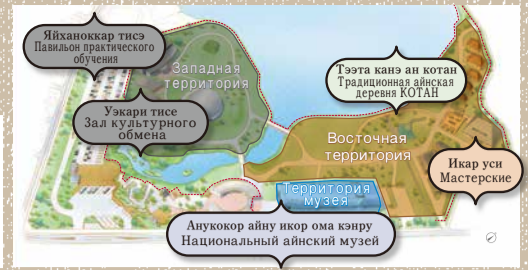 Яйханоккар тисэ
Павильон практического
обучения
Западная
территория
Тээта канэ ан котан
Традиционная айнская
деревня КОТАН
Уэкари тисе
Зал культурного
обмена
Восточная
территория
Икар уси
Мастерские
Территория
музея
Анукокор айну икор ома кэнру
Национальный айнский музей